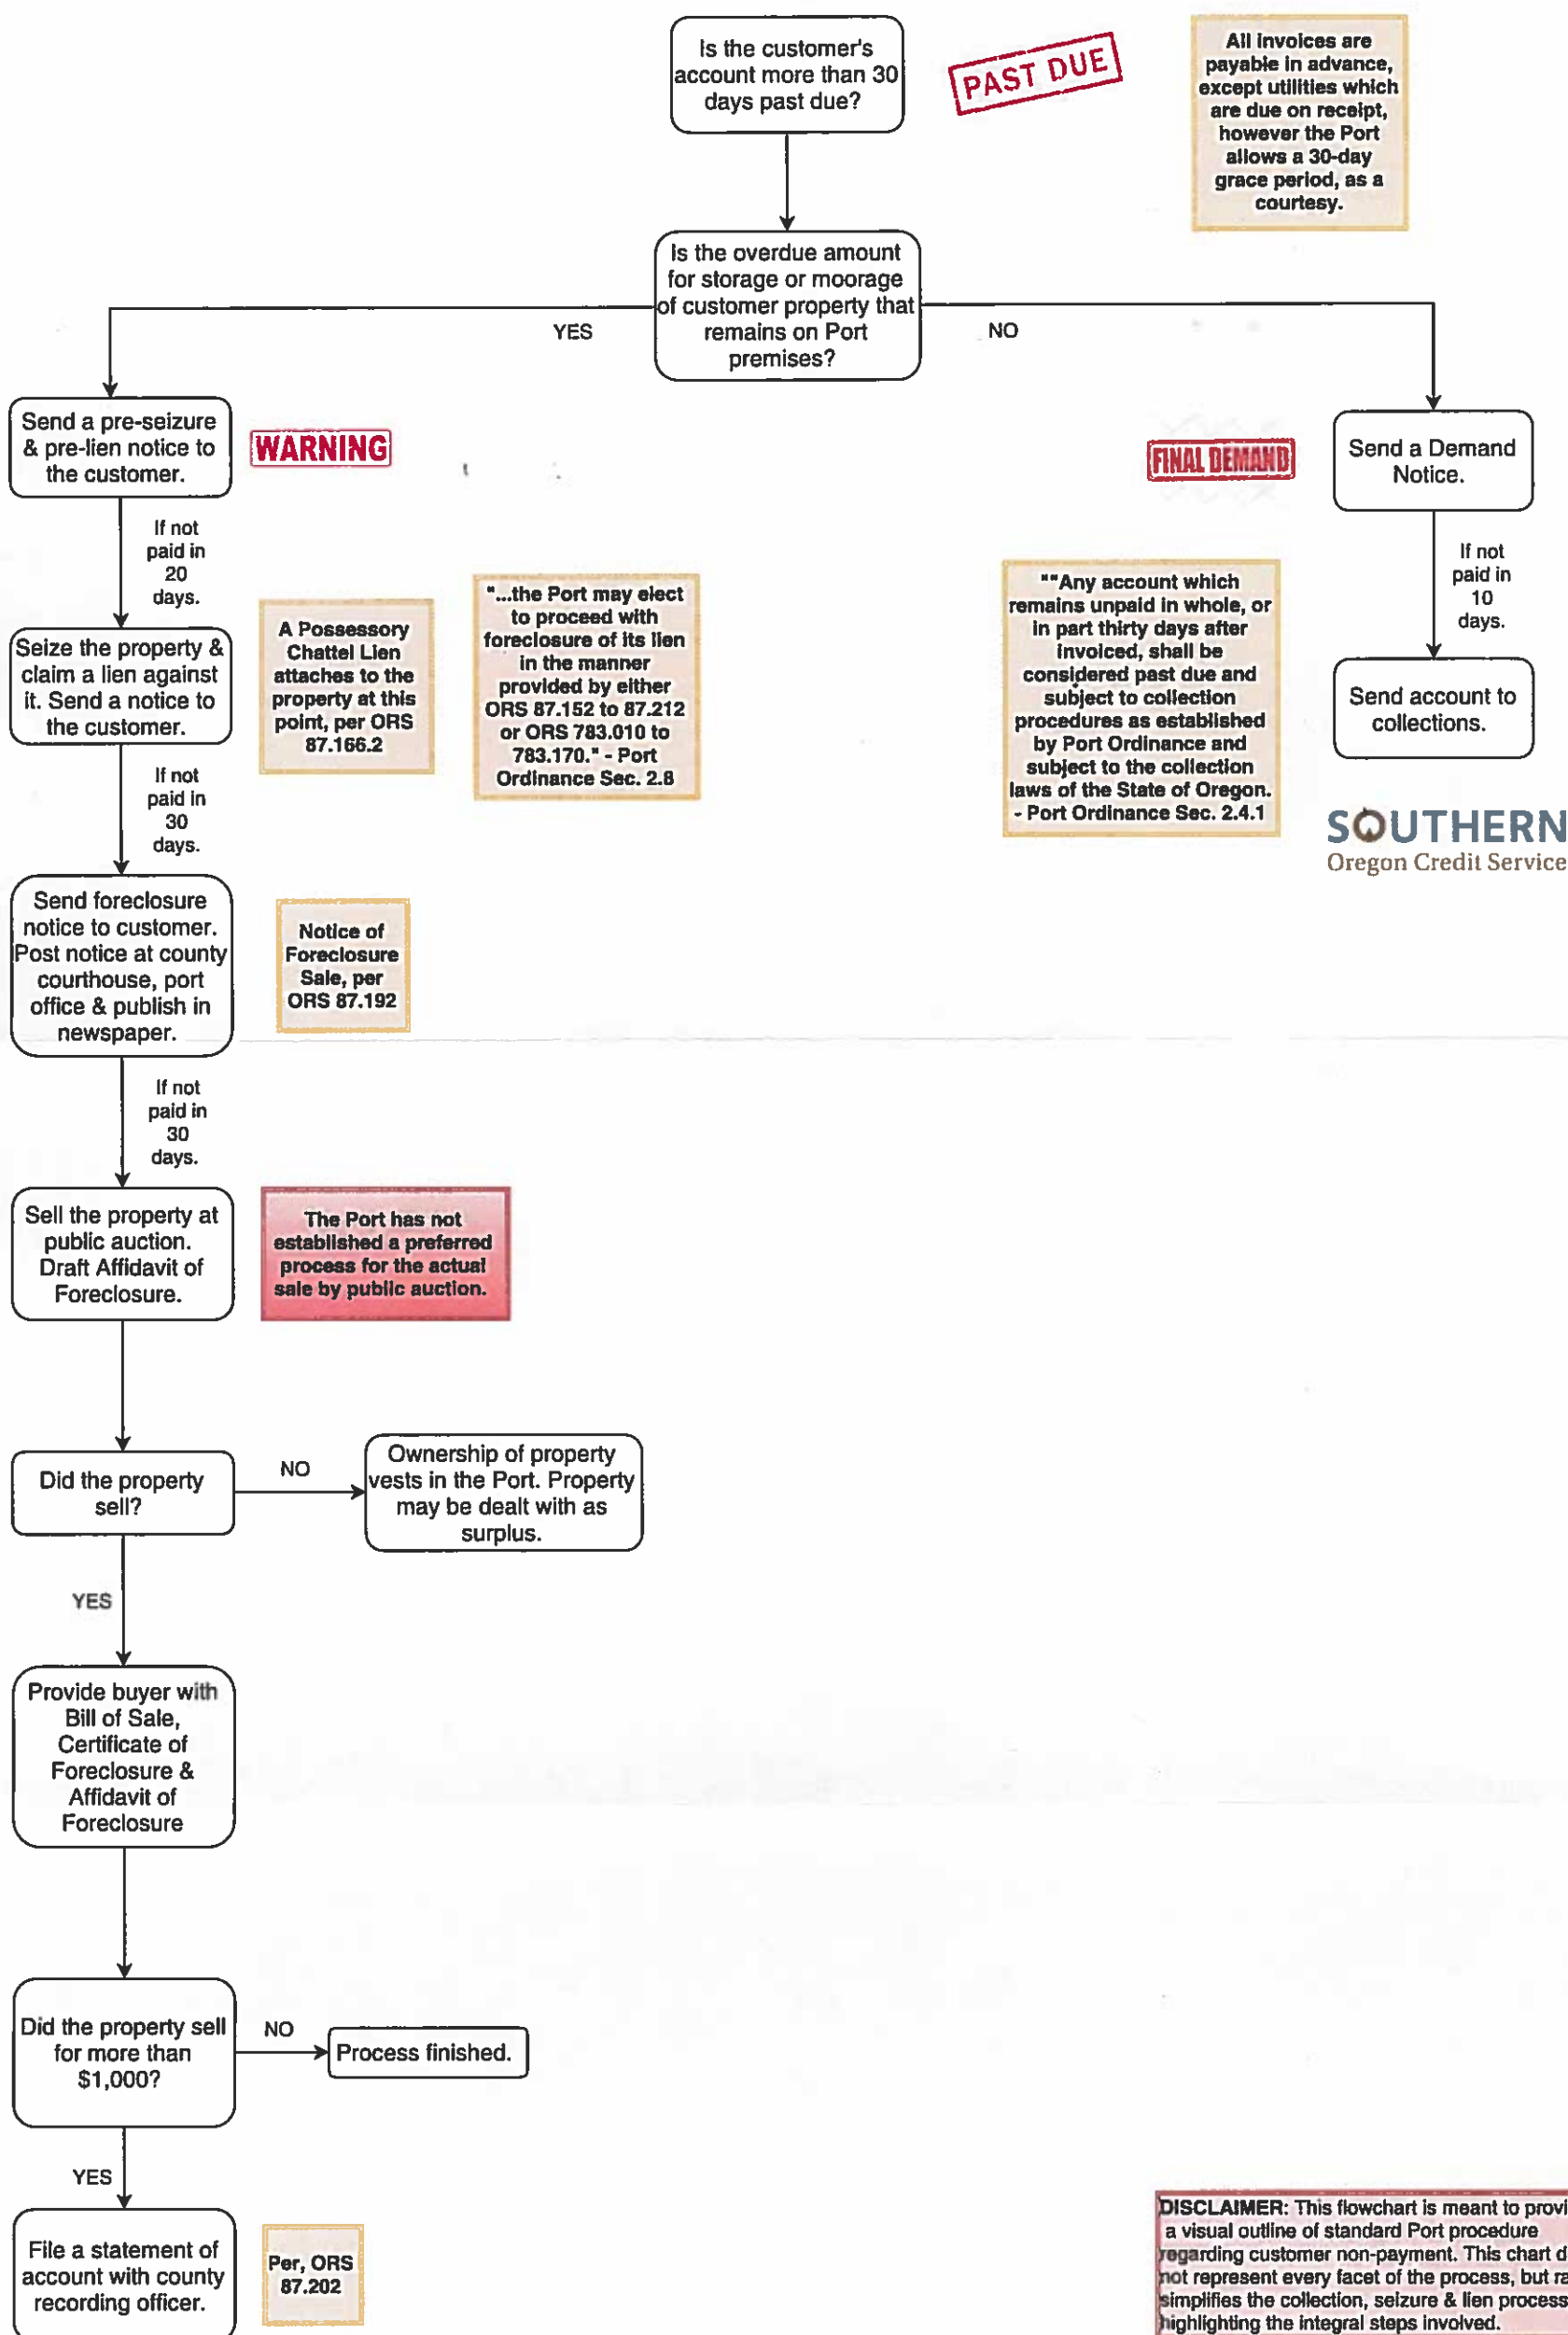 Is the customer's
account more than 30
days past due?
PAST DUE
All invoices are
payable in advance,
except utilities which
are due on receipt,
however the Port
allows a 30-day
grace period, as a
courtesy.
Is the overdue amount
for storage or moorage
of customer property that
remains on Port
premises?
YES
NO
Send a pre-seizure
& pre-lien notice to
the customer.
WARNING
FINAL DEMAND
Send a Demand
Notice.
If not
paid in
20
days.
If not
paid in
10
days.
Seize the property &
claim a lien against
it. Send a notice to
the customer.
A Possessory
Chattel Lien
attaches to the
property at this
point, per ORS
87.166.2
"...the Port may elect
to proceed with
foreclosure of its lien
in the manner
provided by either
ORS 87.152 to 87.212
or ORS 783.010 to
783.170." - Port
Ordinance Sec. 2.8
""Any account which
remains unpaid in whole, or
in part thirty days after
invoiced, shall be
considered past due and
subject to collection
procedures as established
by Port Ordinance and
subject to the collection
laws of the State of Oregon.
- Port Ordinance Sec. 2.4.1
Send account to
collections.
SOUTHERN
Oregon Credit Service
If not
paid in
30
days.
Send foreclosure
notice to customer.
Post notice at county
courthouse, port
office & publish in
newspaper.
Notice of
Foreclosure
Sale, per
ORS 87.192
If not
paid in
30
days.
Sell the property at
public auction.
Draft Affidavit of
Foreclosure.
The Port has not
established a preferred
process for the actual
sale by public auction.
Did the property
sell?
NO
Ownership of property
vests in the Port. Property
may be dealt with as
surplus.
YES
Provide buyer with
Bill of Sale,
Certificate of
Foreclosure &
Affidavit of
Foreclosure
Did the property sell
for more than
$1,000?
NO
Process finished.
YES
File a statement of
account with county
recording officer.
Per, ORS
87.202
DISCLAIMER: This flowchart is meant to provi
a visual outline of standard Port procedure
regarding customer non-payment. This chart d
not represent every facet of the process, but ra
simplifies the collection, seizure & lien process
highlighting the integral steps involved.